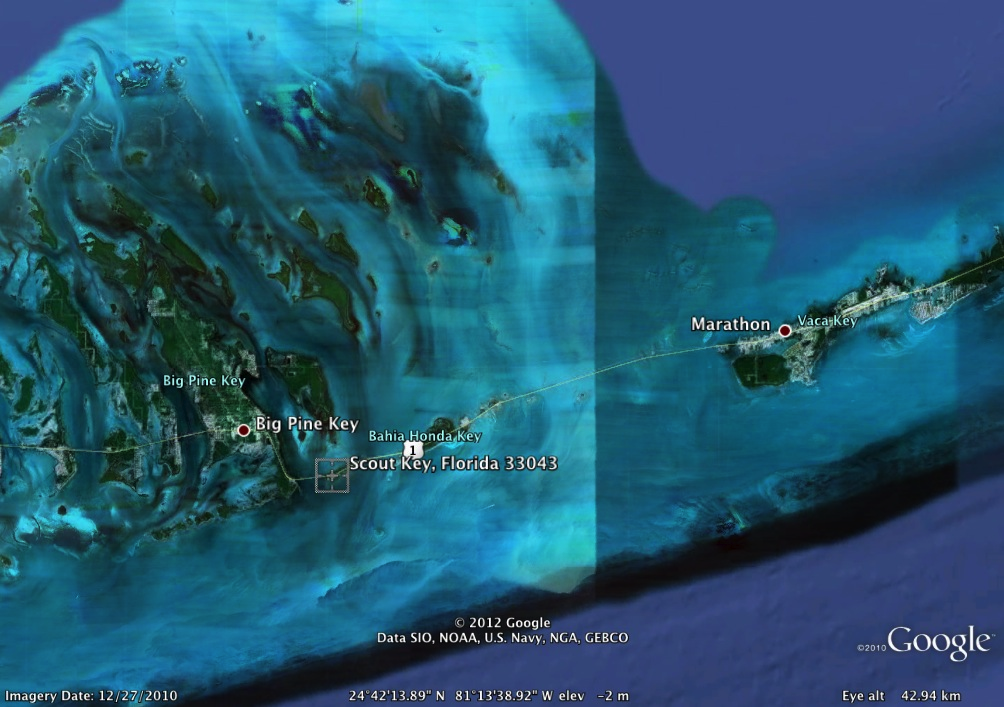 Marathon
Vaca Key
Big Pine Key
Big Pine Key
Bahia Honda Key
1
Scout Key, Florida 33043
© 2012 Google
Data SIO, NOAA, U.S. Navy, NGA, GEBCO
©2010 Google™
Imagery Date: 12/27/2010 24°42'13.89" N 81°13'38.92" W elev -2 m Eye alt 42.94 km